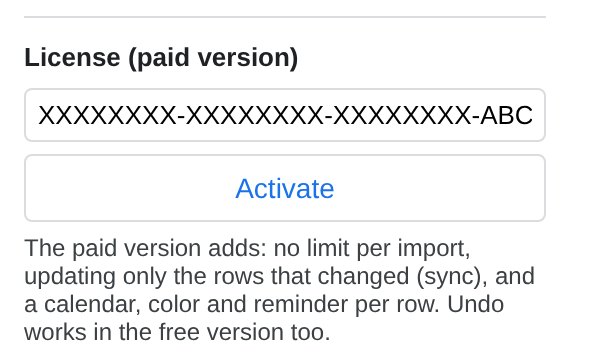 License (paid version)
XXXXXXXX-XXXXXXXX-XXXXXXXX-ABC
Activate
The paid version adds: no limit per import,
updating only the rows that changed (sync), and
a calendar, color and reminder per row. Undo
works in the free version too.